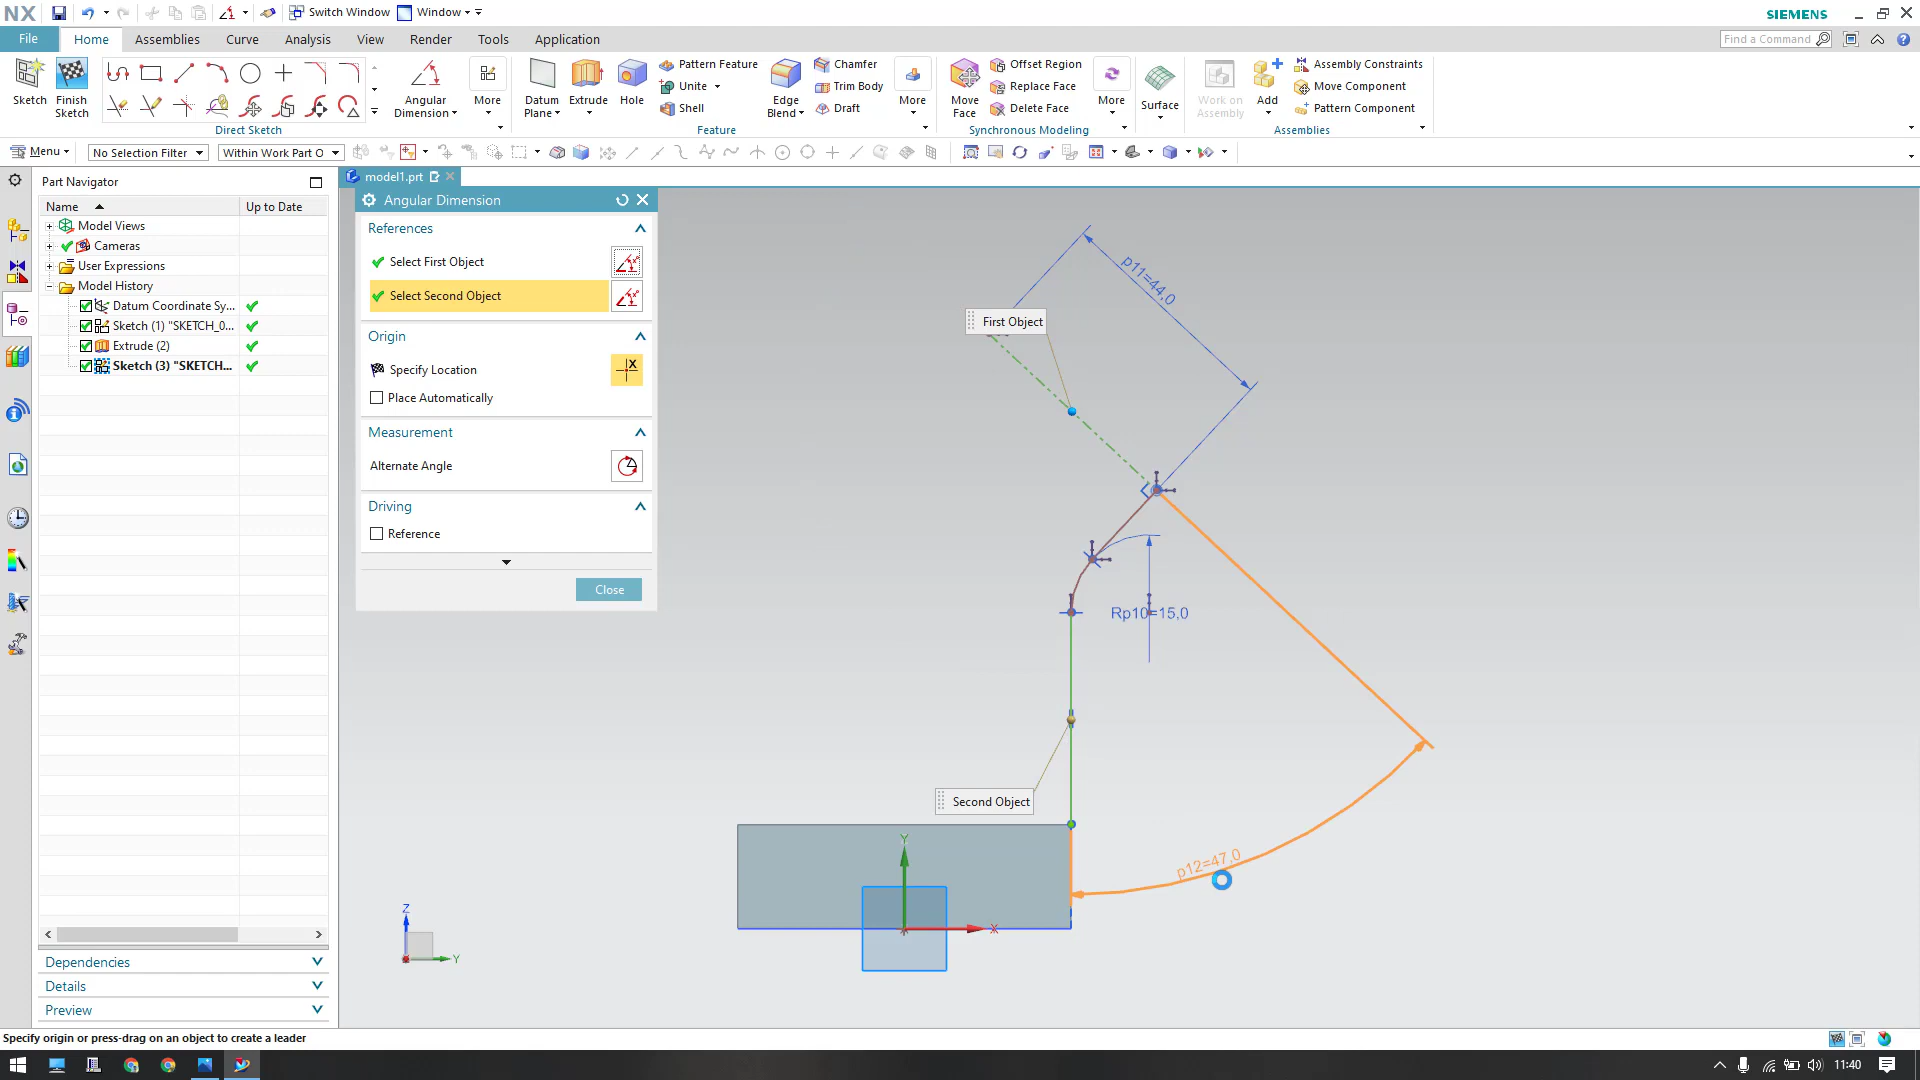 NX
Switch Window
Window
SIEMENS
File
Home
Assemblies
Curve
Analysis
View
Render
Tools
Application
Find a Command
Sketch
Finish Sketch
Direct Sketch
Angular Dimension
More
Datum Plane
Extrude
Hole
Pattern Feature
Unite
Shell
Edge Blend
Chamfer
Trim Body
Draft
More
Feature
Move Face
Offset Region
Replace Face
Delete Face
More
Synchronous Modeling
Surface
Work on Assembly
Add
Assembly Constraints
Move Component
Pattern Component
Assemblies
Menu
No Selection Filter
Within Work Part O
Part Navigator
model1.prt
Name
Up to Date
Model Views
Cameras
User Expressions
Model History
Datum Coordinate Sy...
Sketch (1) "SKETCH_0...
Extrude (2)
Sketch (3) "SKETCH...
Dependencies
Details
Preview
Angular Dimension
References
Select First Object
Select Second Object
Origin
Specify Location
Place Automatically
Measurement
Alternate Angle
Driving
Reference
Close
p11=44,0
First Object
Rp10=15,0
Second Object
p12=47,0
Y
X
Z
Y
Specify origin or press-drag on an object to create a leader
11:40